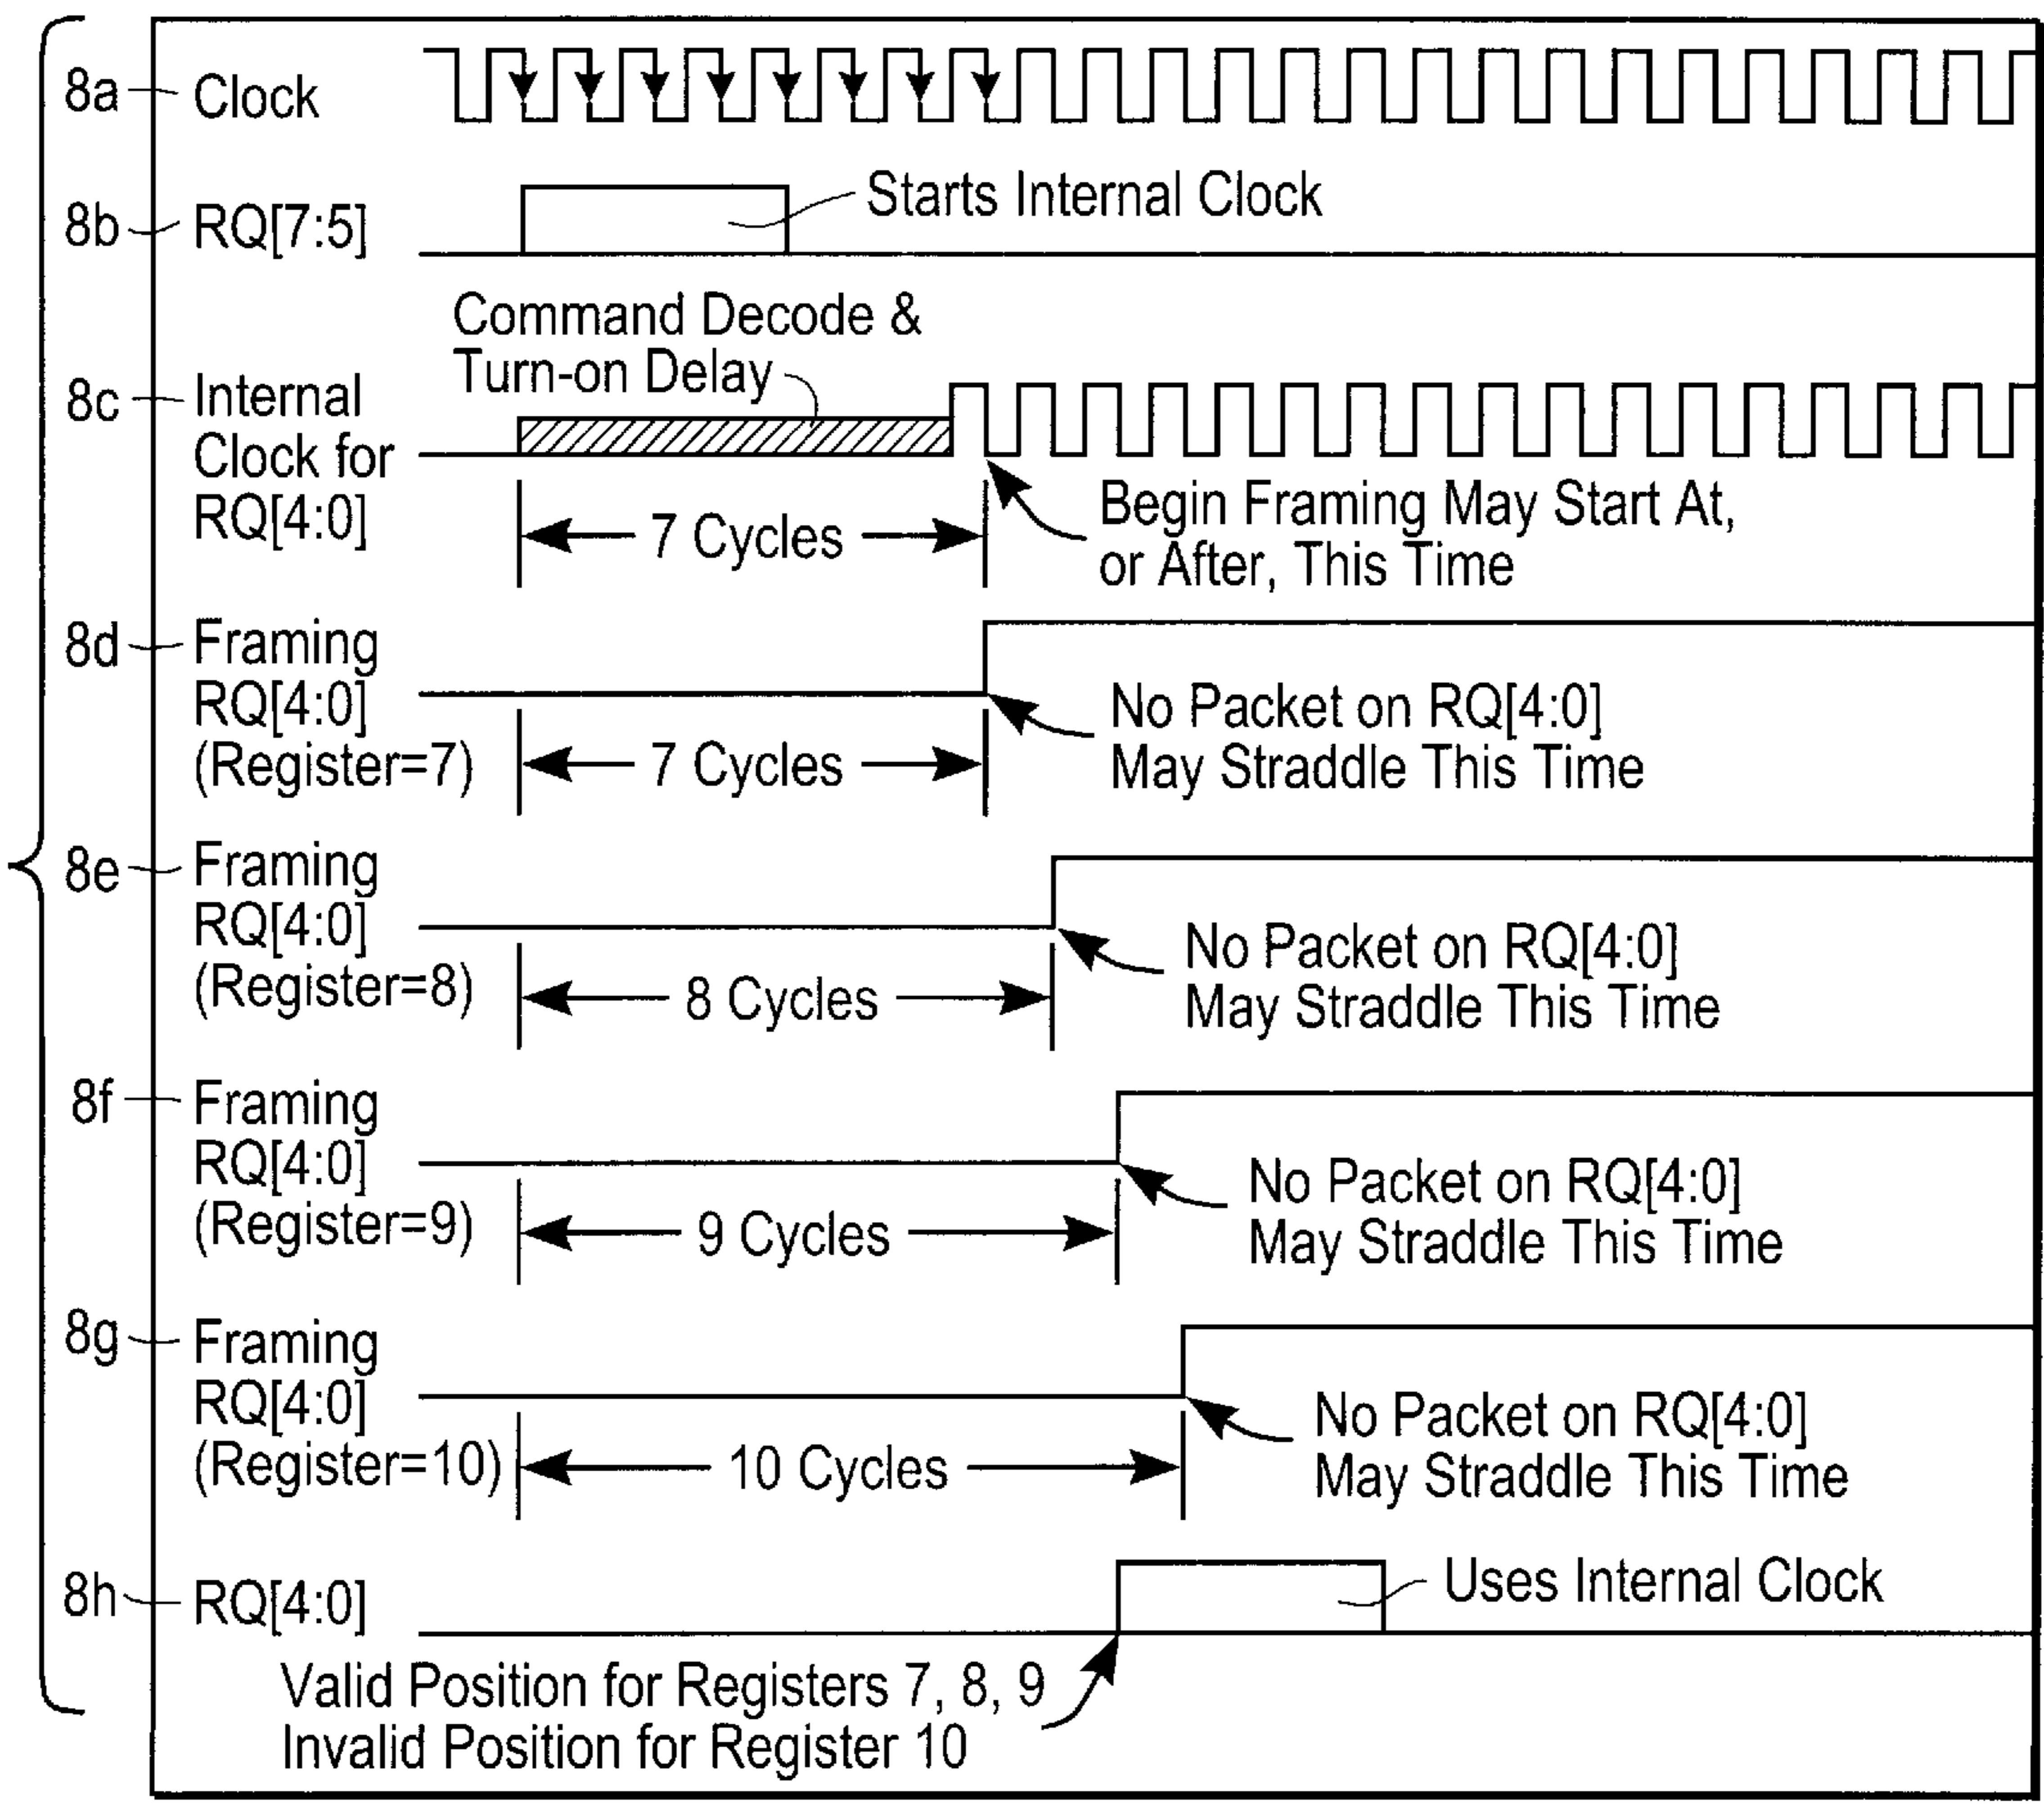 8a Clock
8b RQ[7:5]
Starts Internal Clock
Command Decode &
Turn-on Delay
8c Internal
Clock for
RQ[4:0]
7 Cycles
Begin Framing May Start At,
or After, This Time
8d Framing
RQ[4:0]
(Register=7)
7 Cycles
No Packet on RQ[4:0]
May Straddle This Time
8e Framing
RQ[4:0]
(Register=8)
8 Cycles
No Packet on RQ[4:0]
May Straddle This Time
8f Framing
RQ[4:0]
(Register=9)
9 Cycles
No Packet on RQ[4:0]
May Straddle This Time
8g Framing
RQ[4:0]
(Register=10)
10 Cycles
No Packet on RQ[4:0]
May Straddle This Time
8h RQ[4:0]
Uses Internal Clock
Valid Position for Registers 7, 8, 9
Invalid Position for Register 10